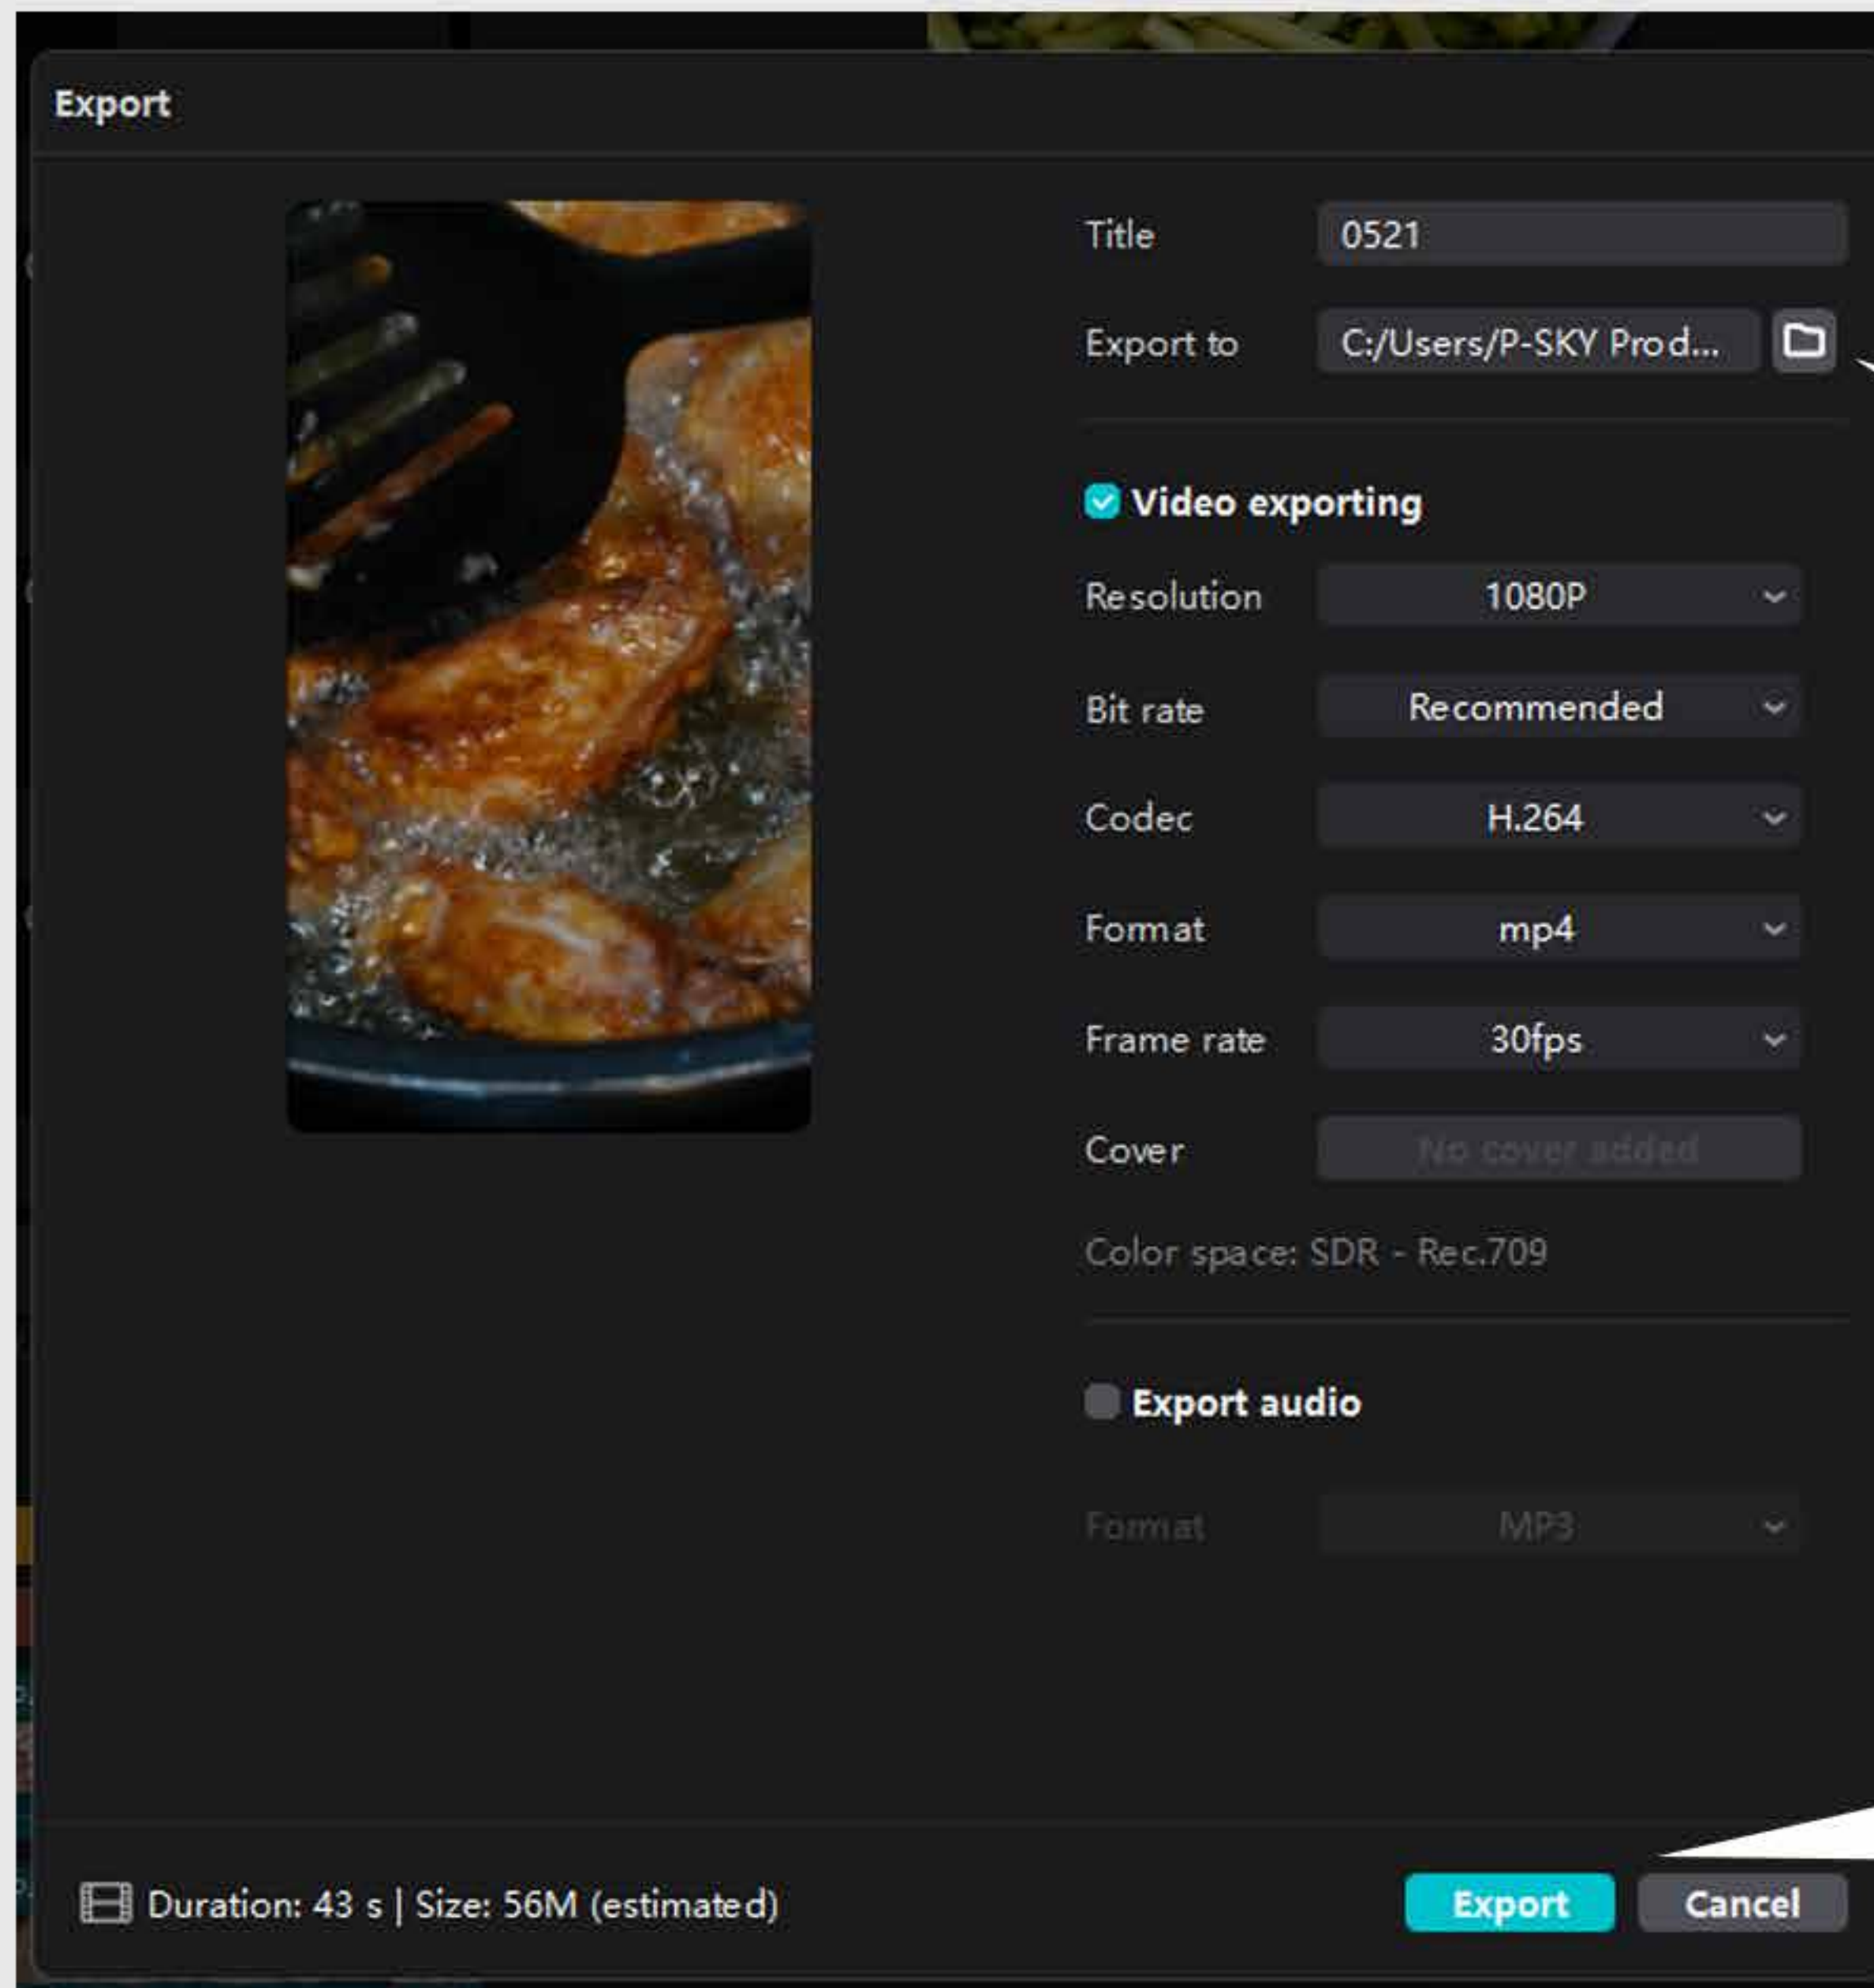 Export
Title 0521
Export to C:/Users/P-SKY Prod...
Video exporting
Resolution 1080P
Bit rate Recommended
Codec H.264
Format mp4
Frame rate 30fps
Cover No cover added
Color space: SDR - Rec.709
Export audio
Format MP3
Duration: 43 s | Size: 56M (estimated)
Export Cancel